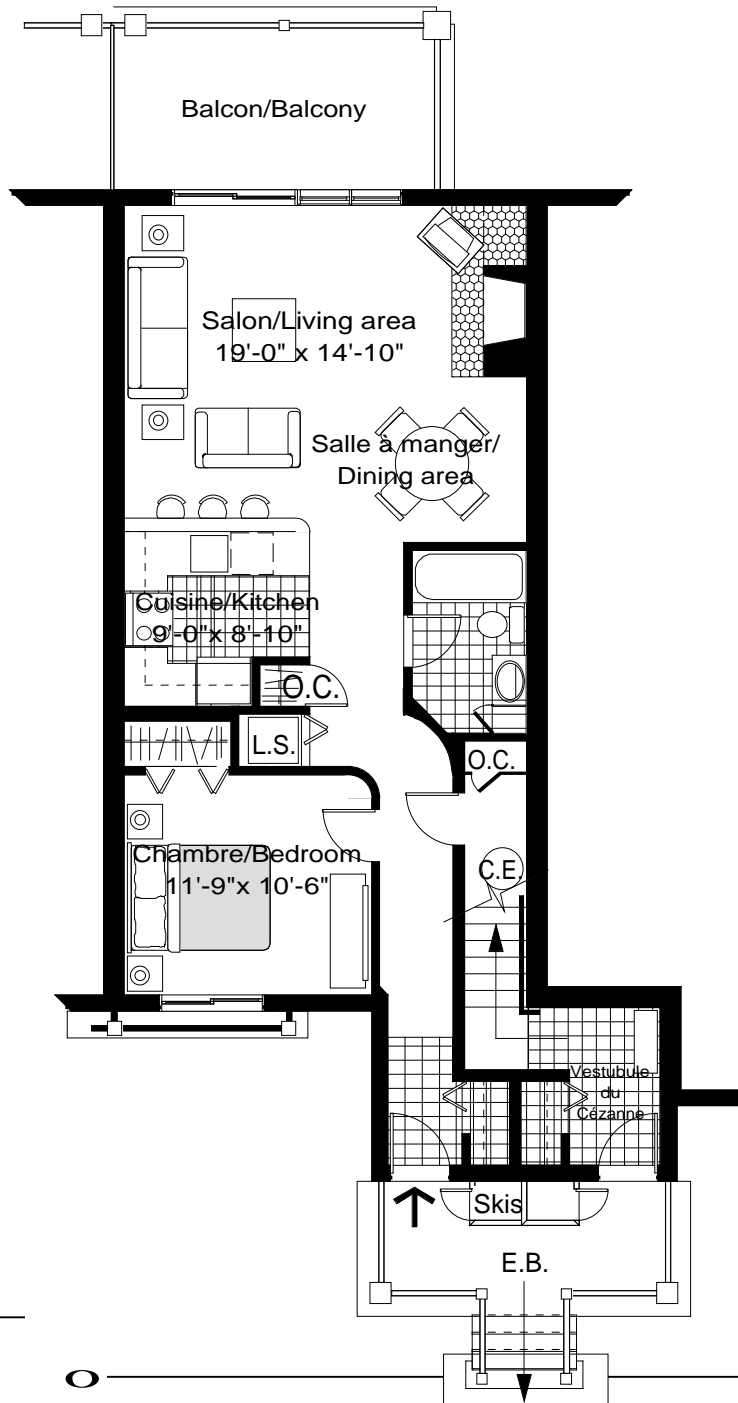 Balcon/Balcony
Salon/Living area
19'-0" x 14'-10"
Salle à manger/
Dining area
Cuisine/Kitchen
9'-0"x 8'-10"
O.C.
L.S.
O.C.
Chambre/Bedroom
11'-9"x 10'-6"
C.E.
Vestubule
du
Cézanne
Skis
E.B.
O